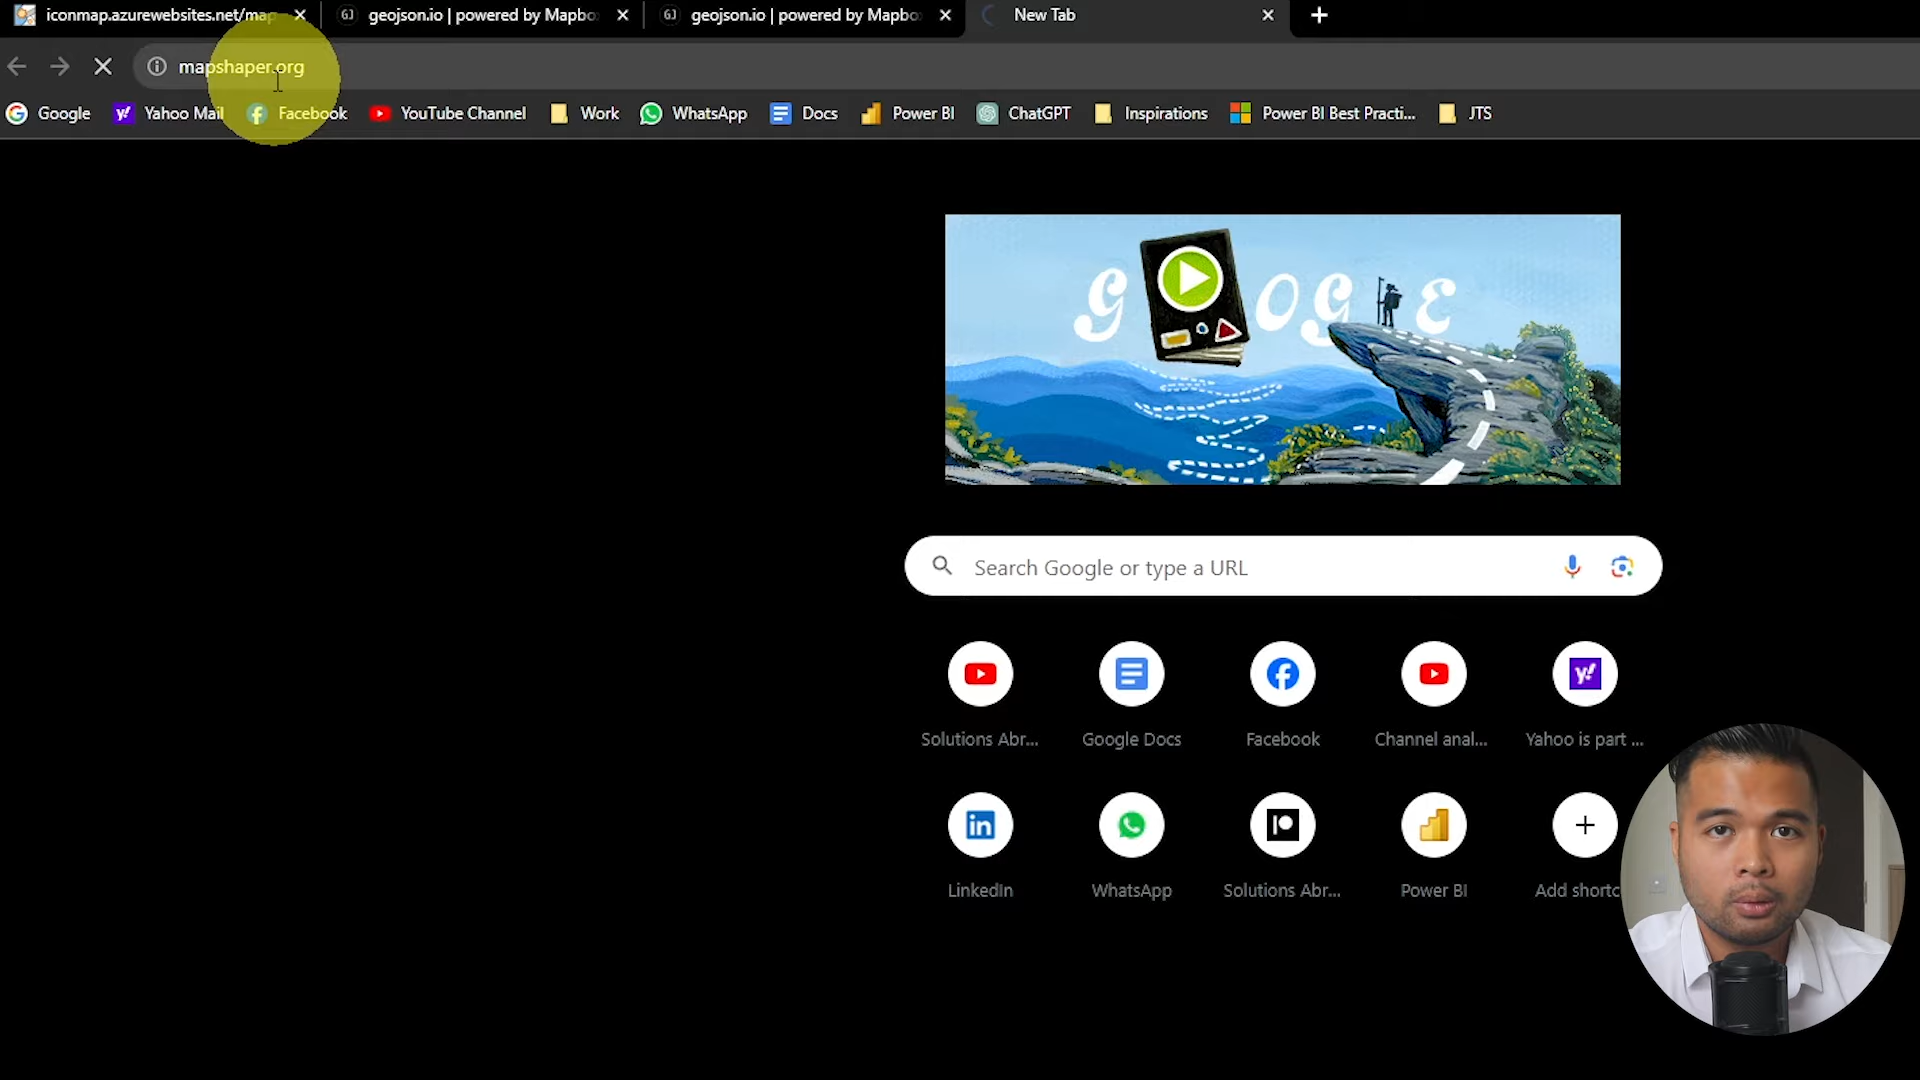 iconmap.azurewebsites.net/map
GJ geojson.io | powered by Mapbo
GJ geojson.io | powered by Mapbo
New Tab
mapshaper.org
Google
Yahoo Mail
Facebook
YouTube Channel
Work
WhatsApp
Docs
Power BI
ChatGPT
Inspirations
Power BI Best Practi...
JTS
G O G E
Search Google or type a URL
Solutions Abr...
Google Docs
Facebook
Channel anal...
Yahoo is part ...
LinkedIn
WhatsApp
Solutions Abr...
Power BI
Add shortc